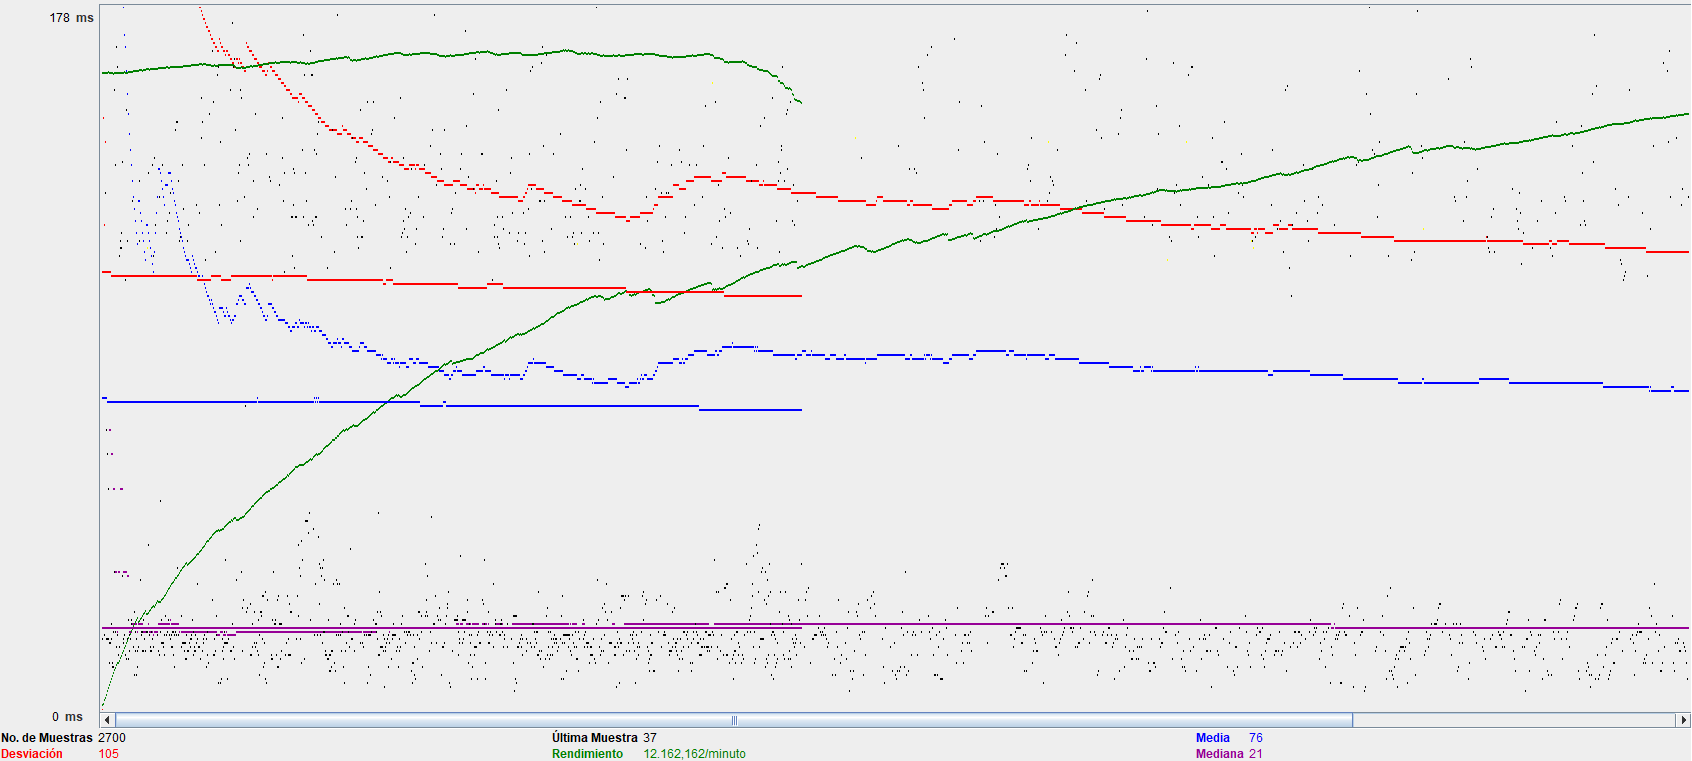 178 ms
0 ms
No. de Muestras 2700 Última Muestra 37 Media 76
Desviación 105 Rendimiento 12.162,162/minuto Mediana 21